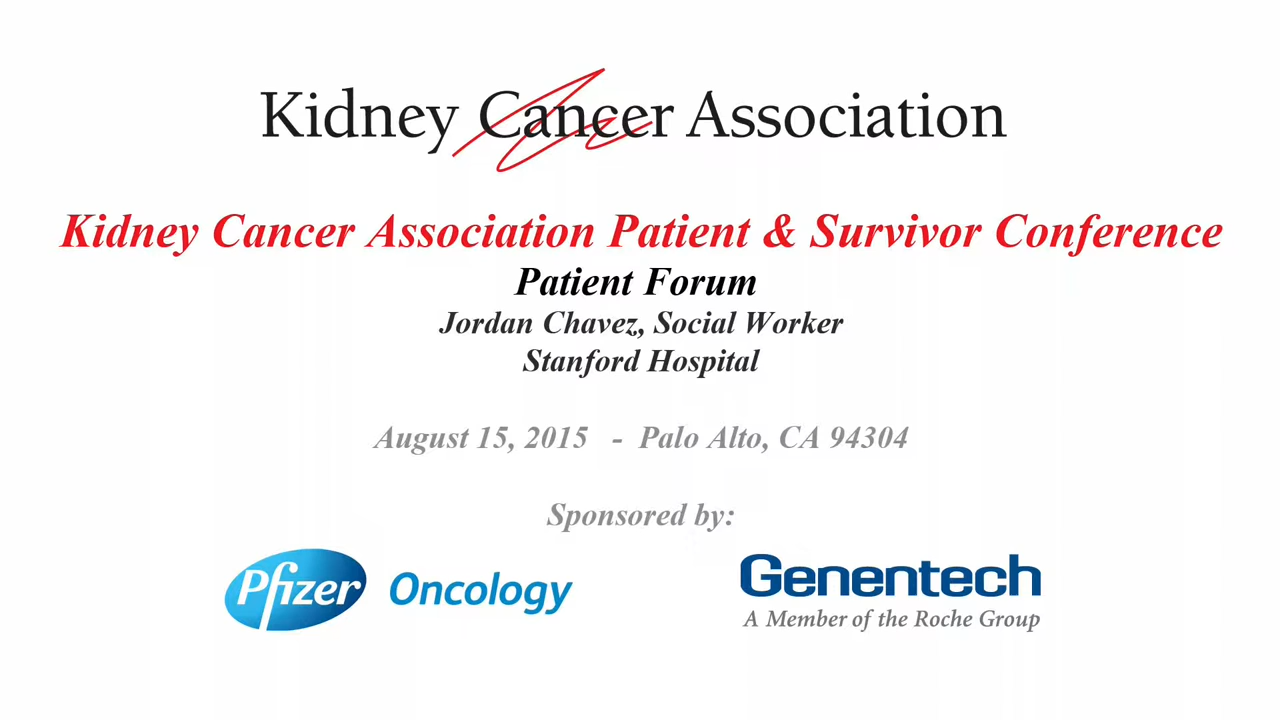 Kidney Cancer Association
Kidney Cancer Association Patient & Survivor Conference
Patient Forum
Jordan Chavez, Social Worker
Stanford Hospital
August 15, 2015 - Palo Alto, CA 94304
Sponsored by:
Pfizer Oncology
Genentech
A Member of the Roche Group